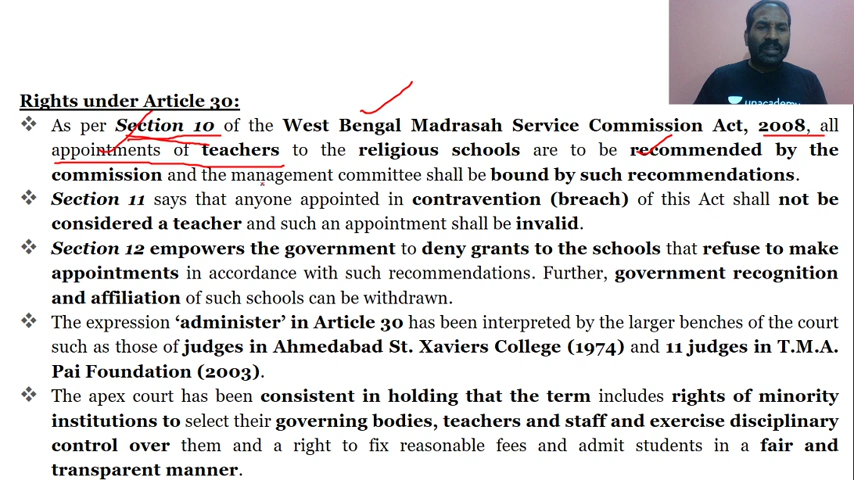 Rights under Article 30:
❖ As per Section 10 of the West Bengal Madrasah Service Commission Act, 2008, all
appointments of teachers to the religious schools are to be recommended by the
commission and the management committee shall be bound by such recommendations.
❖ Section 11 says that anyone appointed in contravention (breach) of this Act shall not be
considered a teacher and such an appointment shall be invalid.
❖ Section 12 empowers the government to deny grants to the schools that refuse to make
appointments in accordance with such recommendations. Further, government recognition
and affiliation of such schools can be withdrawn.
❖ The expression ‘administer’ in Article 30 has been interpreted by the larger benches of the court
such as those of judges in Ahmedabad St. Xaviers College (1974) and 11 judges in T.M.A.
Pai Foundation (2003).
❖ The apex court has been consistent in holding that the term includes rights of minority
institutions to select their governing bodies, teachers and staff and exercise disciplinary
control over them and a right to fix reasonable fees and admit students in a fair and
transparent manner.
unacademy